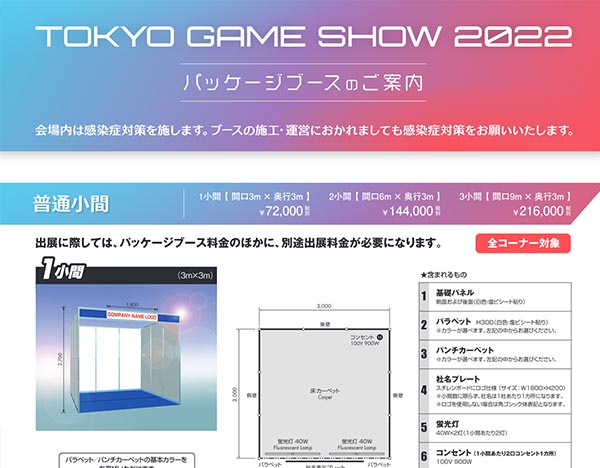 TOKYO GAME SHOW 2022
パッケージブースのご案内
会場内は感染症対策を施します。ブースの施工・運営におかれましても感染症対策をお願いいたします。
普通小間
1小間【 間口3m × 奥行3m 】
¥72,000
2小間【 間口6m × 奥行3m 】
¥144,000
3小間【 間口9m × 奥行3m 】
¥216,000
出展に際しては、パッケージブース料金のほかに、別途出展料金が必要になります。
全コーナー対象
1小間
(3m×3m)
1,800
COMPANY NAME LOGO
2,700
パラペット/パンチカーペットの基本カラーを
3,000
後壁
コンセント
100V 900W
3,000
側壁
床:カーペット
Carper
側壁
蛍光灯 40W
Fluorescent Lamp
蛍光灯 40W
Fluorescent Lamp
パラペット
パラペット
★含まれるもの
1 基礎パネル
側面および後面(白色・塩ビシート貼り)
2 パラペット H300(白色・塩ビシート貼り)
※カラーが選べます。左記の中からお選びください。
3 パンチカーペット
※カラーが選べます。左記の中からお選びください。
4 社名プレート
スチレンボードにロゴ仕様(サイズ:W1800×H200)
※小間数に限らず、社名は1社あたり1カ所になります。
※ロゴを使用しない場合は角ゴシック体表記となります。
5 蛍光灯
40W×2灯(1小間あたり2灯)
6 コンセント(1小間あたり2口コンセント1カ所)
100V 900W